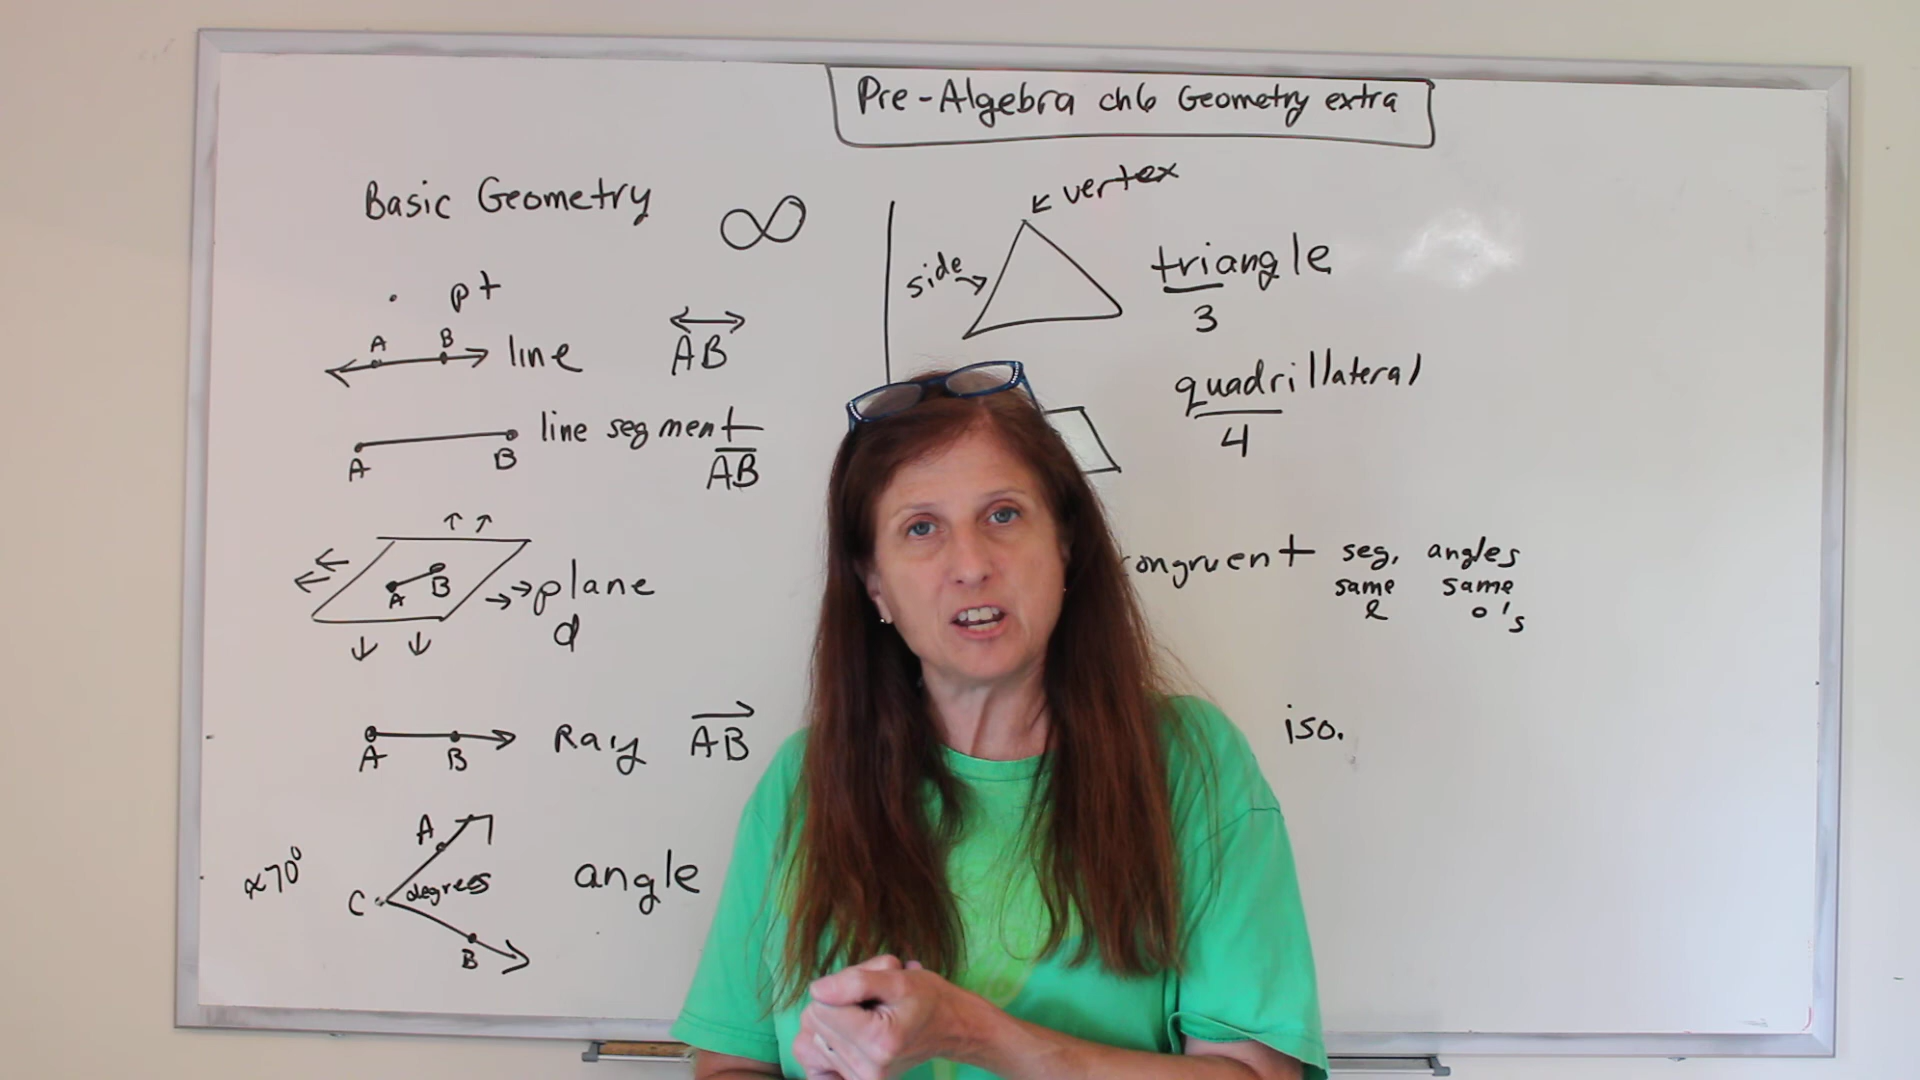 Pre-Algebra ch6 Geometry extra
Basic Geometry
∞
pt
A B line AB
A B line segment AB
A B plane
d
A B Ray AB
∝70°
A
C degrees angle
B
vertex
side
triangle
3
quadrillateral
4
ongruent seg. angles
same same
l o's
iso.